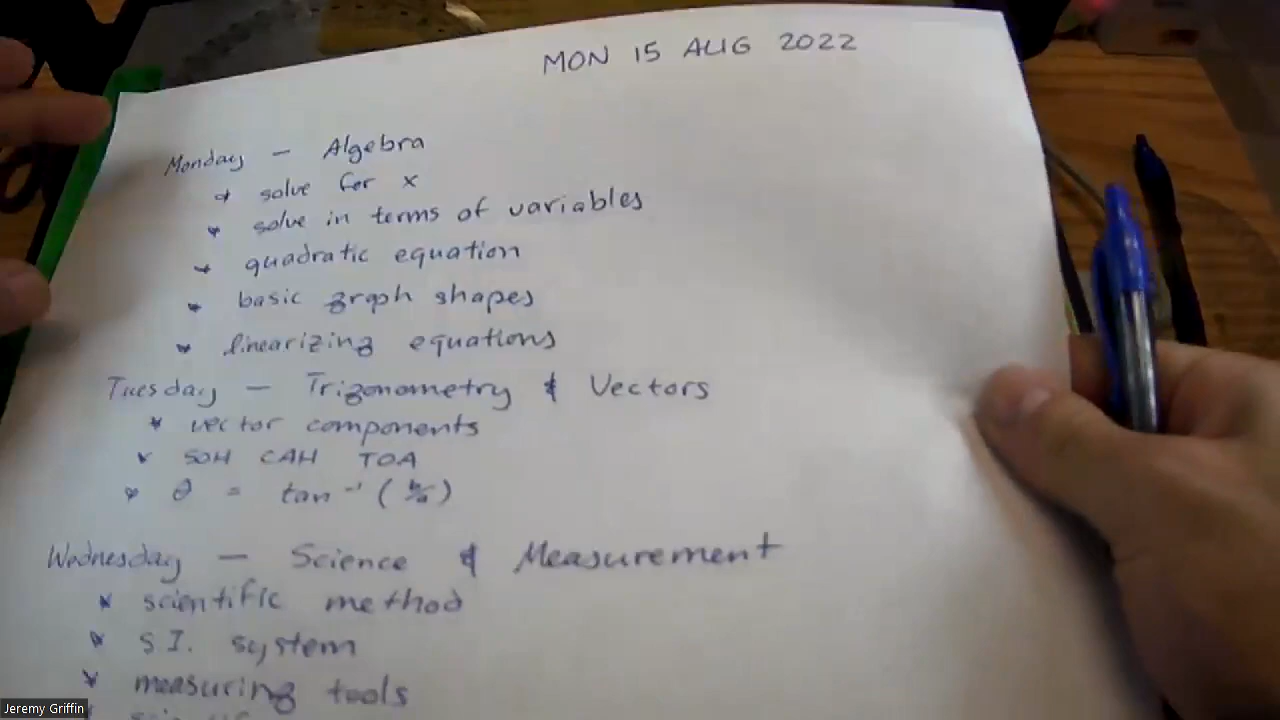 MON 15 AUG 2022
Monday - Algebra
* solve for x
* solve in terms of variables
* quadratic equation
* basic graph shapes
* linearizing equations
Tuesday - Trigonometry & Vectors
* vector components
* SOH CAH TOA
* θ = tan⁻¹ (b/a)
Wednesday - Science & Measurement
* scientific method
* S.I. system
* measuring tools
Jeremy Griffin